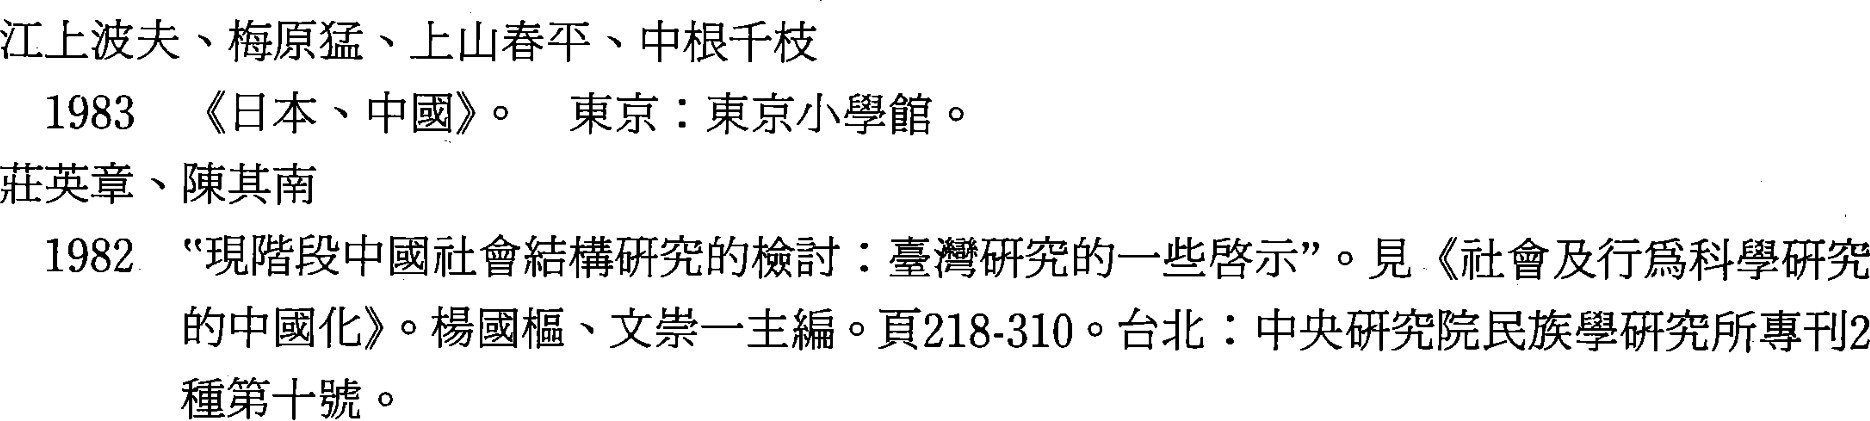 江上波夫、梅原猛、上山春平、中根千枝
1983 《日本、中國》。 東京：東京小學館。
莊英章、陳其南
1982 “現階段中國社會結構研究的檢討：臺灣研究的一些啓示”。見《社會及行爲科學研究
的中國化》。楊國樞、文崇一主編。頁218-310。台北：中央研究院民族學研究所專刊2
種第十號。